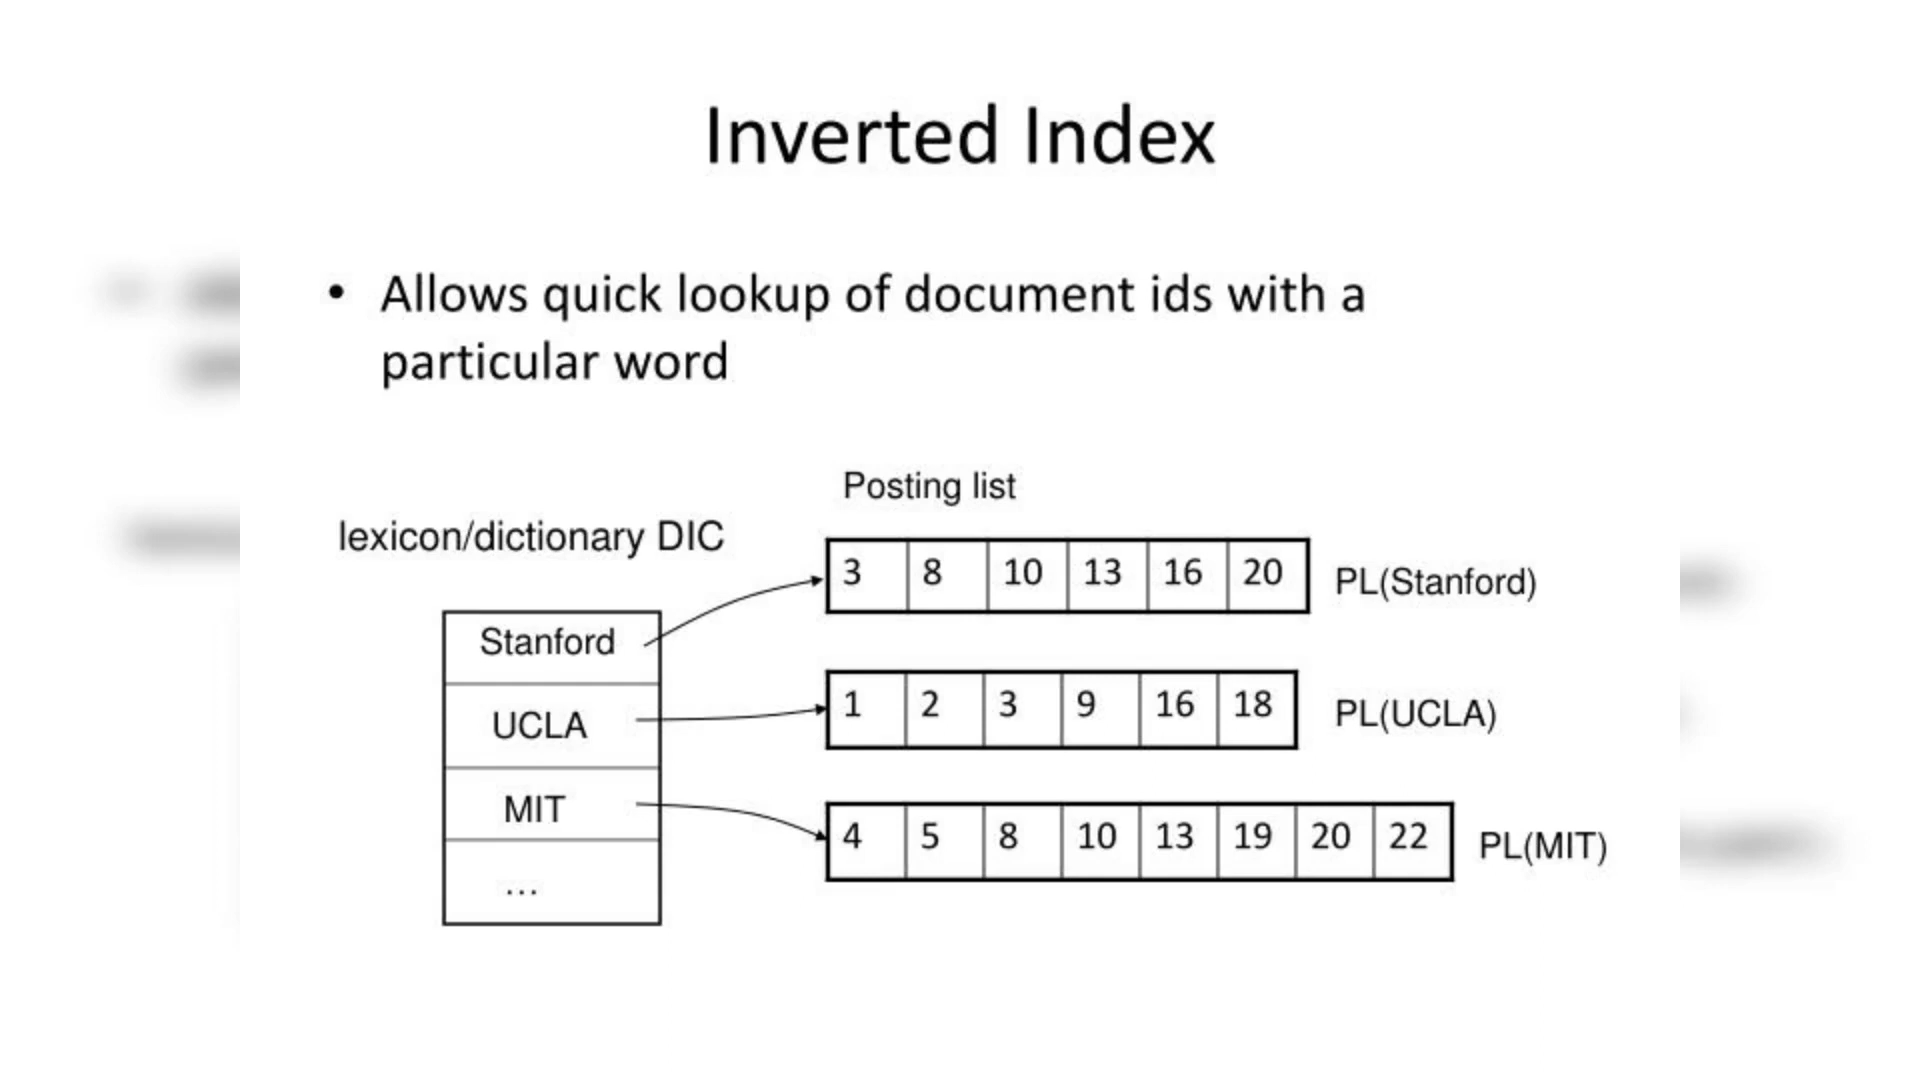 Inverted Index
• Allows quick lookup of document ids with a
particular word
Posting list
lexicon/dictionary DIC
3 8 10 13 16 20 PL(Stanford)
Stanford
1 2 3 9 16 18 PL(UCLA)
UCLA
MIT
4 5 8 10 13 19 20 22 PL(MIT)
...